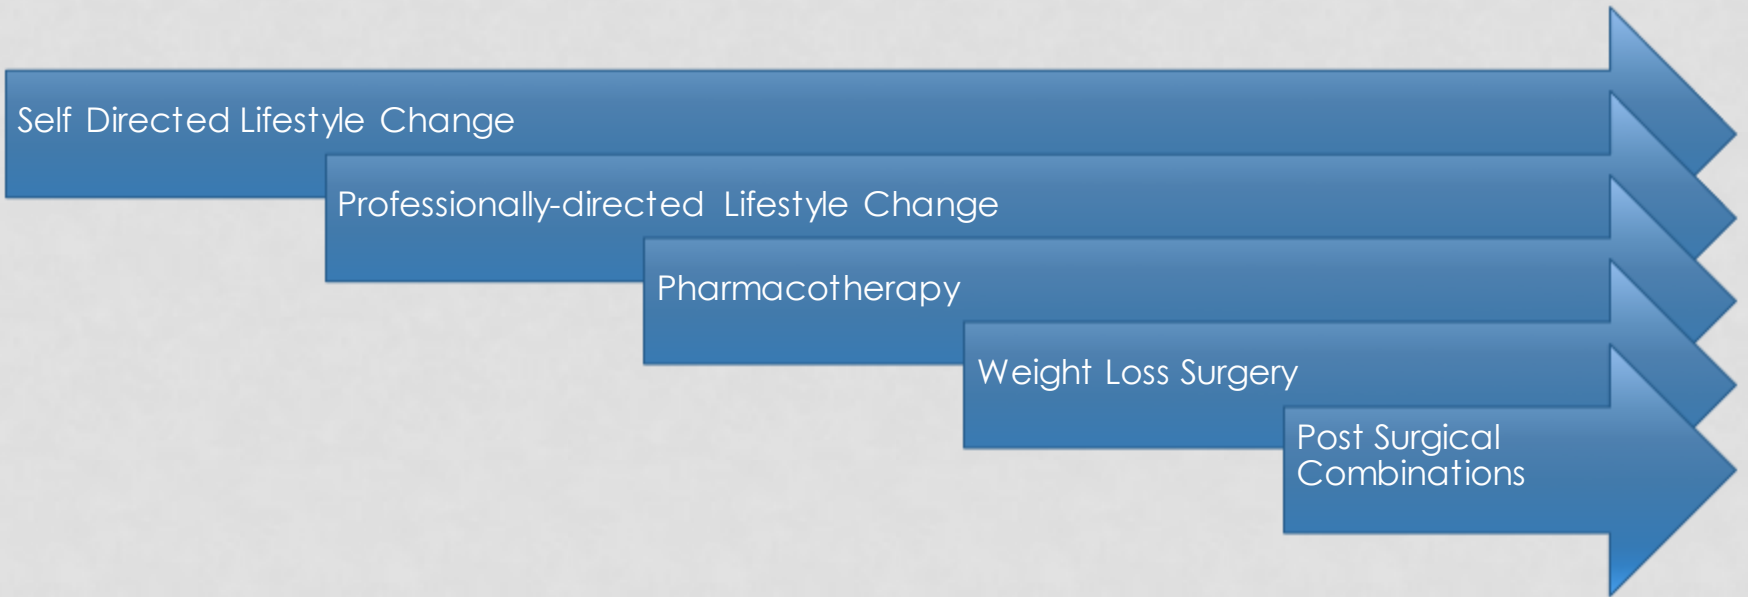 Self Directed Lifestyle Change
Professionally-directed Lifestyle Change
Pharmacotherapy
Weight Loss Surgery
Post Surgical
Combinations